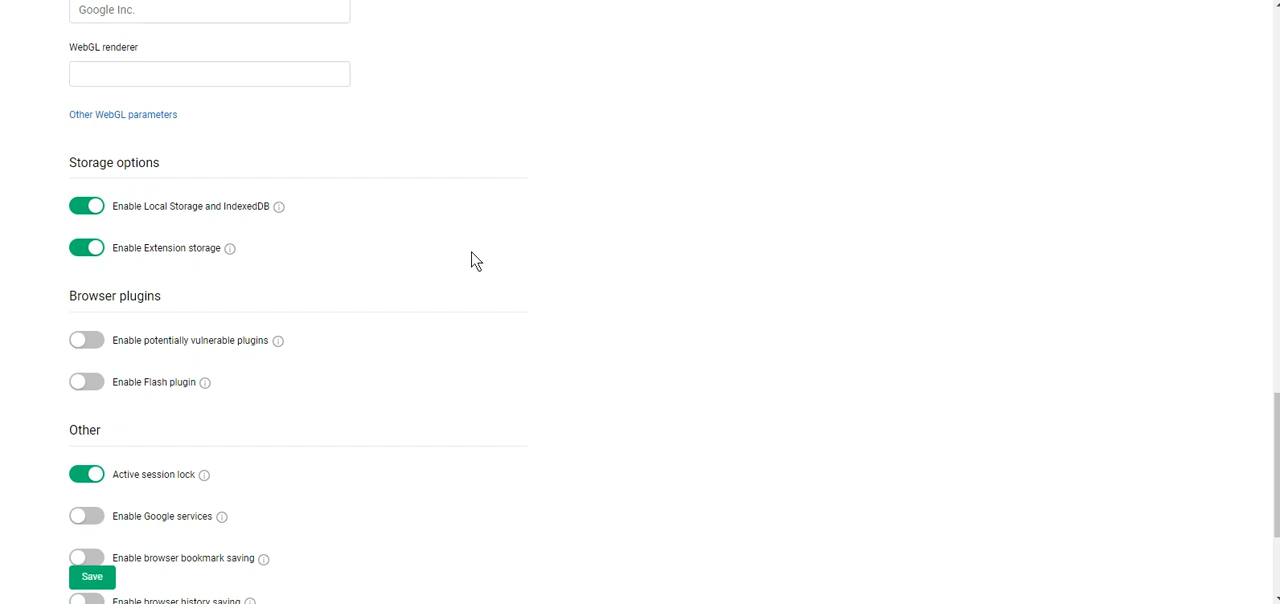 Google Inc.
WebGL renderer
Other WebGL parameters
Storage options
Enable Local Storage and IndexedDB
Enable Extension storage
Browser plugins
Enable potentially vulnerable plugins
Enable Flash plugin
Other
Active session lock
Enable Google services
Enable browser bookmark saving
Save
Enable browser history saving